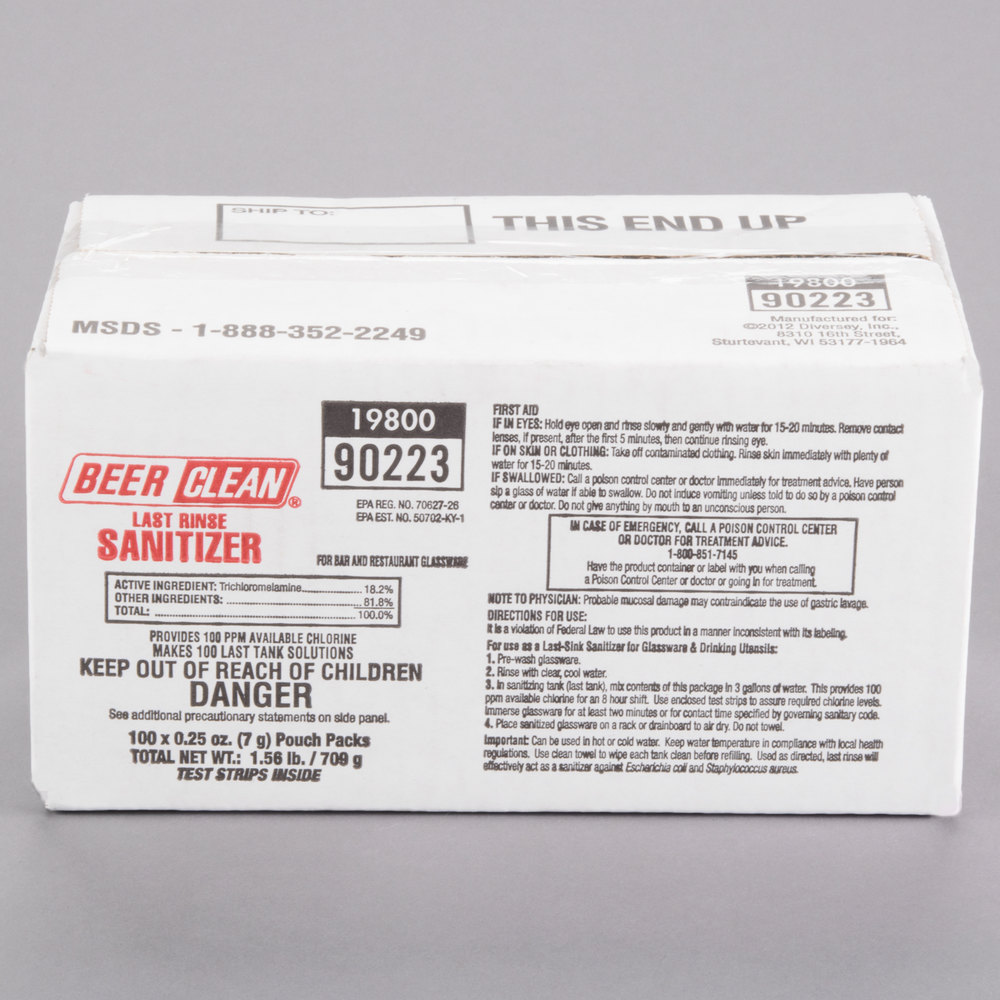 SHIP TO:
THIS END UP
MSDS - 1-888-352-2249
19800
90223
Manufactured for:
©2012 Diversey, Inc.,
8310 16th Street,
Sturtevant, WI 53177-1964
BEER CLEAN®
LAST RINSE
SANITIZER
19800
90223
EPA REG. NO. 70627-26
EPA EST. NO. 50702-KY-1
FOR BAR AND RESTAURANT GLASSWARE
ACTIVE INGREDIENT: Trichloromelamine.................. 18.2%
OTHER INGREDIENTS: ........................................ 81.8%
TOTAL: ............................................................... 100.0%
PROVIDES 100 PPM AVAILABLE CHLORINE
MAKES 100 LAST TANK SOLUTIONS
KEEP OUT OF REACH OF CHILDREN
DANGER
See additional precautionary statements on side panel.
100 x 0.25 oz. (7 g) Pouch Packs
TOTAL NET WT.: 1.56 lb. / 709 g
TEST STRIPS INSIDE
FIRST AID
IF IN EYES: Hold eye open and rinse slowly and gently with water for 15-20 minutes. Remove contact
lenses, if present, after the first 5 minutes, then continue rinsing eye.
IF ON SKIN OR CLOTHING: Take off contaminated clothing. Rinse skin immediately with plenty of
water for 15-20 minutes.
IF SWALLOWED: Call a poison control center or doctor immediately for treatment advice. Have person
sip a glass of water if able to swallow. Do not induce vomiting unless told to do so by a poison control
center or doctor. Do not give anything by mouth to an unconscious person.
IN CASE OF EMERGENCY, CALL A POISON CONTROL CENTER
OR DOCTOR FOR TREATMENT ADVICE.
1-800-851-7145
Have the product container or label with you when calling
a Poison Control Center or doctor or going in for treatment.
NOTE TO PHYSICIAN: Probable mucosal damage may contraindicate the use of gastric lavage.
DIRECTIONS FOR USE:
It is a violation of Federal Law to use this product in a manner inconsistent with its labeling.
For use as a Last-Sink Sanitizer for Glassware & Drinking Utensils:
1. Pre-wash glassware.
2. Rinse with clear, cool water.
3. In sanitizing tank (last tank), mix contents of this package in 3 gallons of water. This provides 100
ppm available chlorine for an 8 hour shift. Use enclosed test strips to assure required chlorine levels.
Immerse glassware for at least two minutes or for contact time specified by governing sanitary code.
4. Place sanitized glassware on a rack or drainboard to air dry. Do not towel.
Important: Can be used in hot or cold water. Keep water temperature in compliance with local health
regulations. Use clean towel to wipe each tank clean before refilling. Used as directed, last rinse will
effectively act as a sanitizer against Escherichia coli and Staphylococcus aureus.